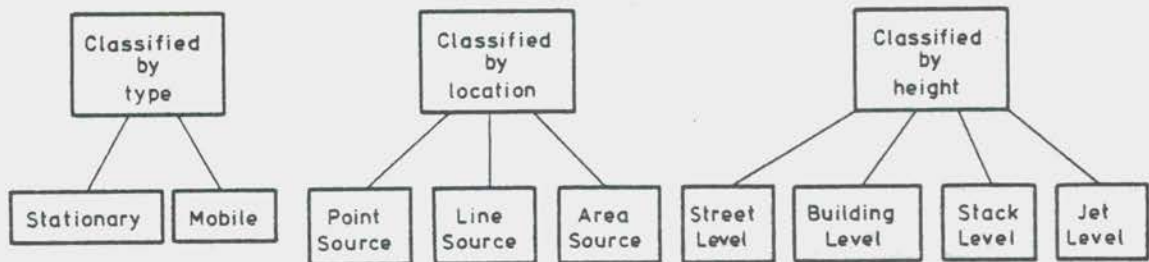 Classified
by
type
Classified
by
location
Classified
by
height
Stationary
Mobile
Point
Source
Line
Source
Area
Source
Street
Level
Building
Level
Stack
Level
Jet
Level